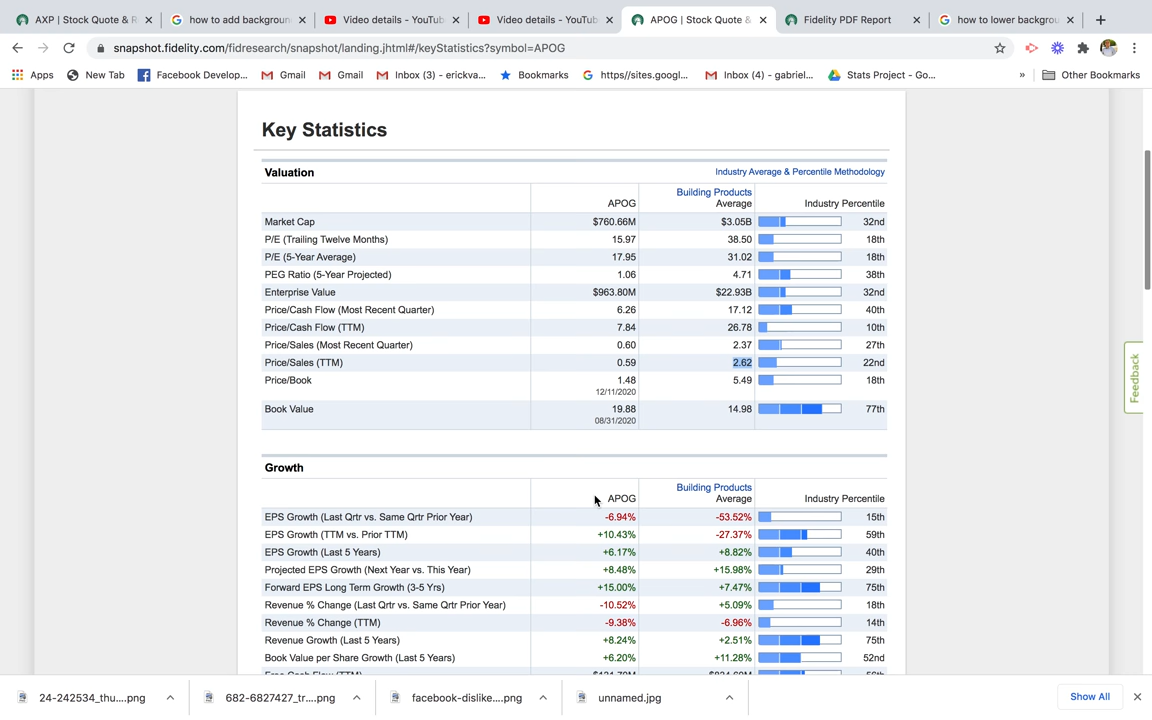 AXP | Stock Quote & R
how to add backgroun
Video details - YouTub
Video details - YouTub
APOG | Stock Quote &
Fidelity PDF Report
how to lower backgrou
snapshot.fidelity.com/fidresearch/snapshot/landing.jhtml#/keyStatistics?symbol=APOG
Apps
New Tab
Facebook Develop...
Gmail
Gmail
Inbox (3) - erickva...
Bookmarks
https//sites.googl...
Inbox (4) - gabriel...
Stats Project - Go...
»
Other Bookmarks
Key Statistics
Valuation Industry Average & Percentile Methodology
Building Products
APOG Average Industry Percentile
Market Cap $760.66M $3.05B 32nd
P/E (Trailing Twelve Months) 15.97 38.50 18th
P/E (5-Year Average) 17.95 31.02 18th
PEG Ratio (5-Year Projected) 1.06 4.71 38th
Enterprise Value $963.80M $22.93B 32nd
Price/Cash Flow (Most Recent Quarter) 6.26 17.12 40th
Price/Cash Flow (TTM) 7.84 26.78 10th
Price/Sales (Most Recent Quarter) 0.60 2.37 27th
Price/Sales (TTM) 0.59 2.62 22nd
Price/Book 1.48 5.49 18th
12/11/2020
Book Value 19.88 14.98 77th
08/31/2020
Feedback
Growth
Building Products
APOG Average Industry Percentile
EPS Growth (Last Qrtr vs. Same Qrtr Prior Year) -6.94% -53.52% 15th
EPS Growth (TTM vs. Prior TTM) +10.43% -27.37% 59th
EPS Growth (Last 5 Years) +6.17% +8.82% 40th
Projected EPS Growth (Next Year vs. This Year) +8.48% +15.98% 29th
Forward EPS Long Term Growth (3-5 Yrs) +15.00% +7.47% 75th
Revenue % Change (Last Qrtr vs. Same Qrtr Prior Year) -10.52% +5.09% 18th
Revenue % Change (TTM) -9.38% -6.96% 14th
Revenue Growth (Last 5 Years) +8.24% +2.51% 75th
Book Value per Share Growth (Last 5 Years) +6.20% +11.28% 52nd
24-242534_thu....png
682-6827427_tr....png
facebook-dislike....png
unnamed.jpg
Show All